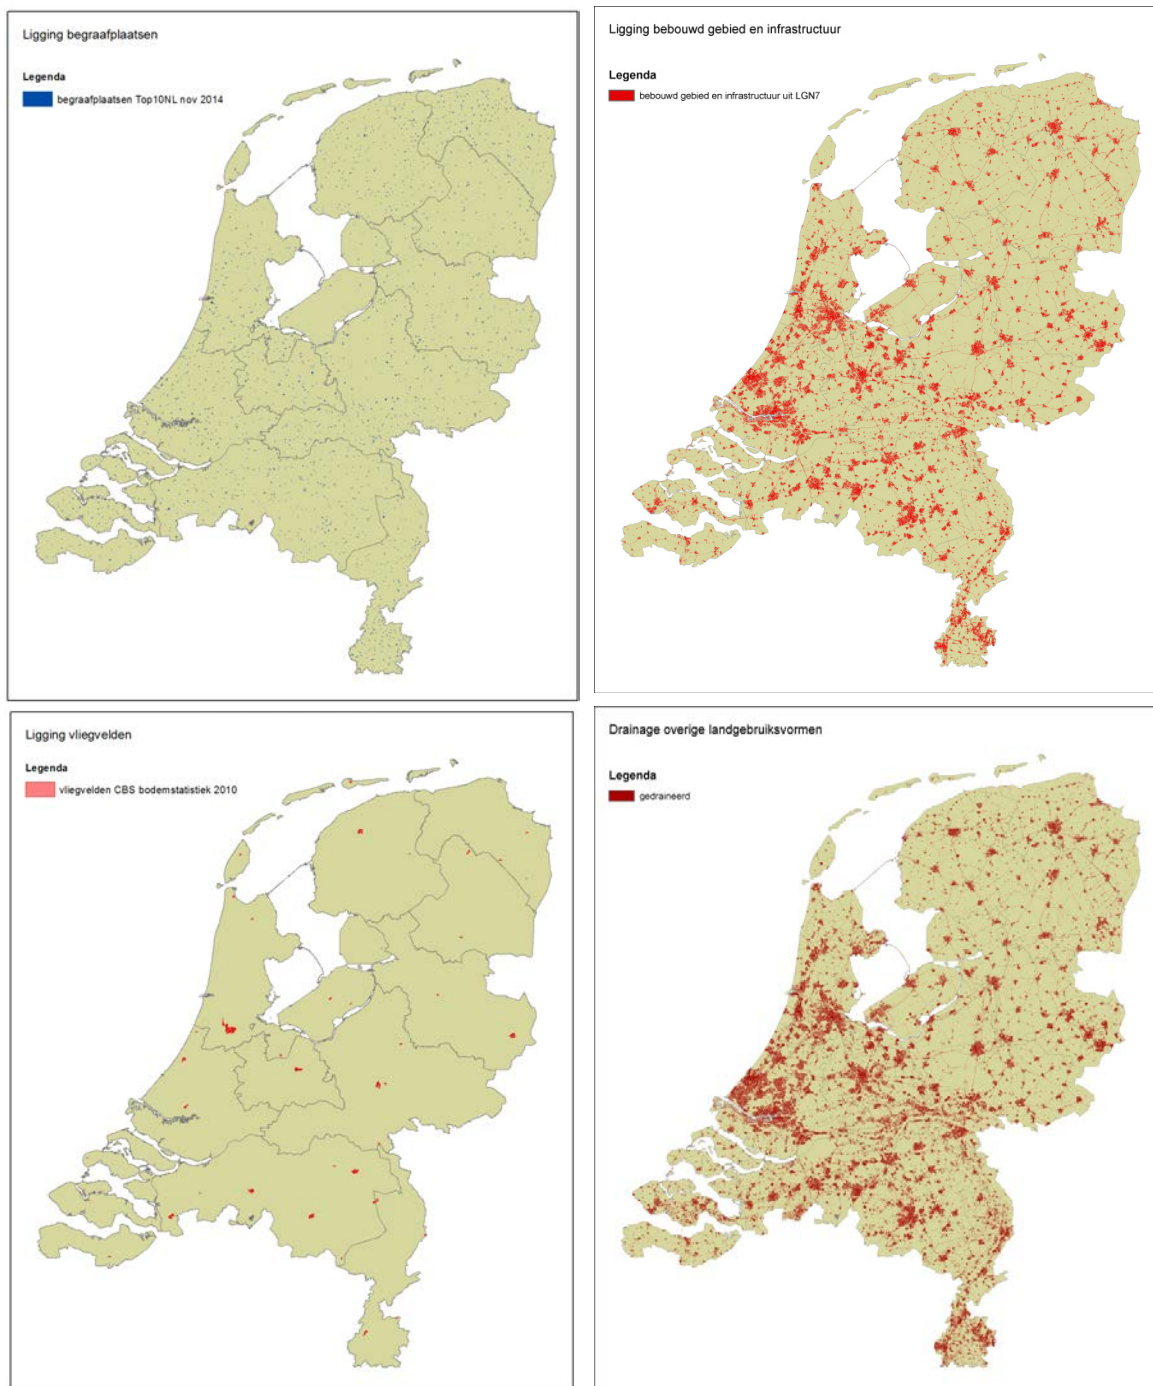 Ligging begraafplaatsen
Legenda
begraafplaatsen Top10NL nov 2014
Ligging bebouwd gebied en infrastructuur
Legenda
bebouwd gebied en infrastructuur uit LGN7
Ligging vliegvelden
Legenda
vliegvelden CBS bodemstatistiek 2010
Drainage overige landgebruiksvormen
Legenda
gedraineerd